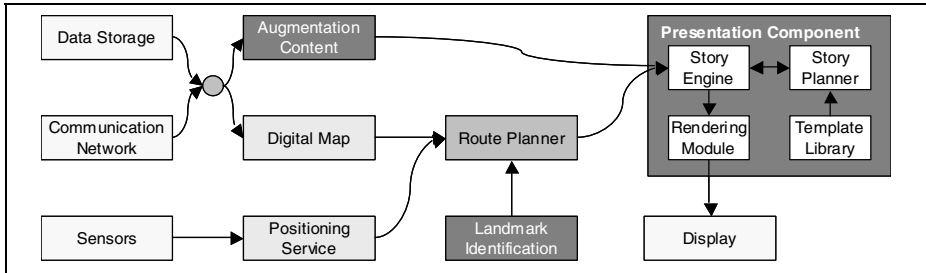 Data Storage
Augmentation
Content
Communication
Network
Digital Map
Sensors
Positioning
Service
Route Planner
Landmark
Identification
Presentation Component
Story
Engine
Story
Planner
Rendering
Module
Template
Library
Display